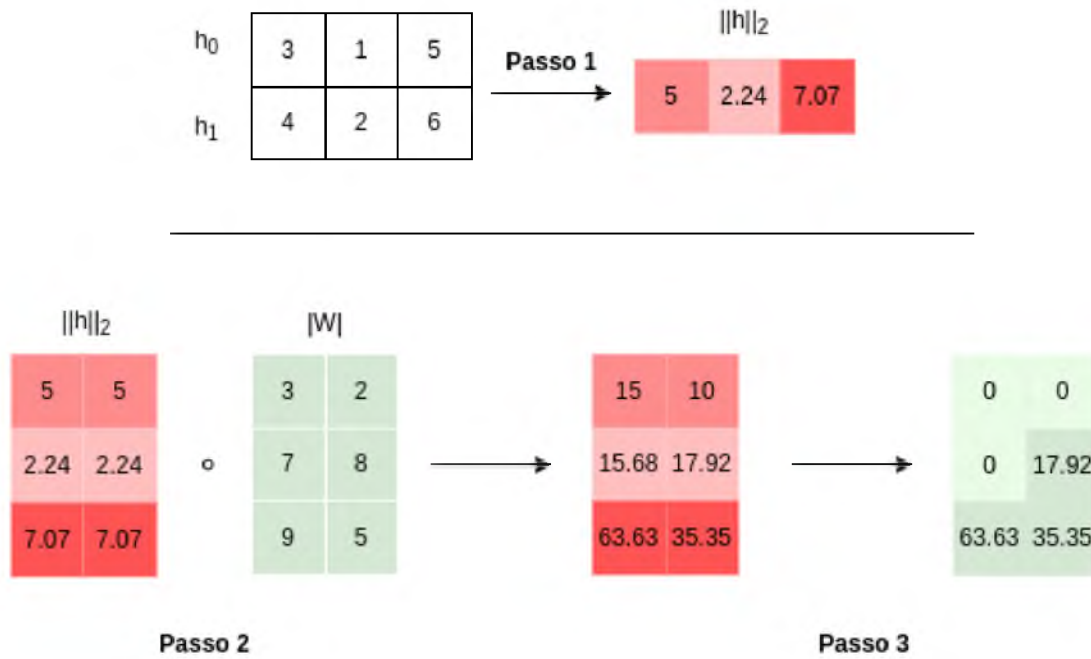 ||h||₂
h₀ 3 1 5 Passo 1 5 2.24 7.07
h₁ 4 2 6
||h||₂ |W|
5 5 3 2 15 10 0 0
2.24 2.24 o 7 8 15.68 17.92 0 17.92
7.07 7.07 9 5 63.63 35.35 63.63 35.35
Passo 2 Passo 3